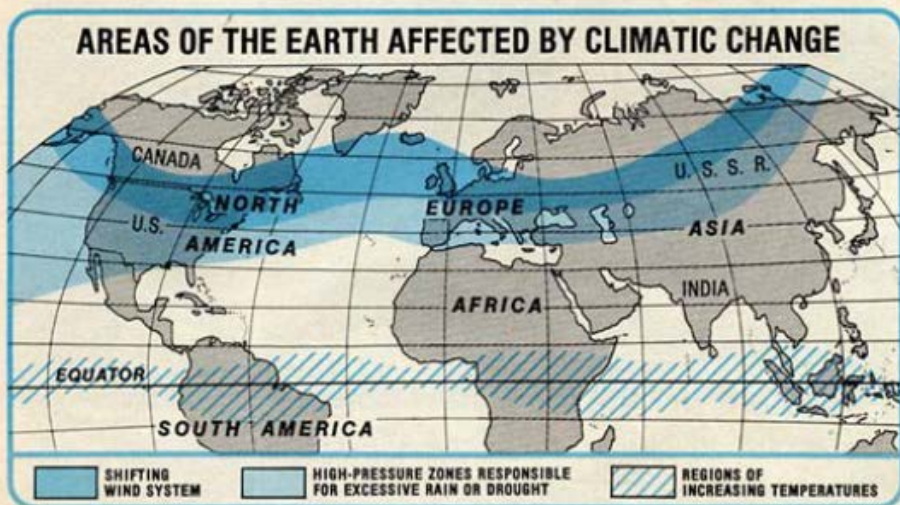 AREAS OF THE EARTH AFFECTED BY CLIMATIC CHANGE
CANADA
U. S. S. R.
NORTH
EUROPE
U.S.
AMERICA
ASIA
INDIA
AFRICA
EQUATOR
SOUTH AMERICA
SHIFTING
WIND SYSTEM
HIGH-PRESSURE ZONES RESPONSIBLE
FOR EXCESSIVE RAIN OR DROUGHT
REGIONS OF
INCREASING TEMPERATURES